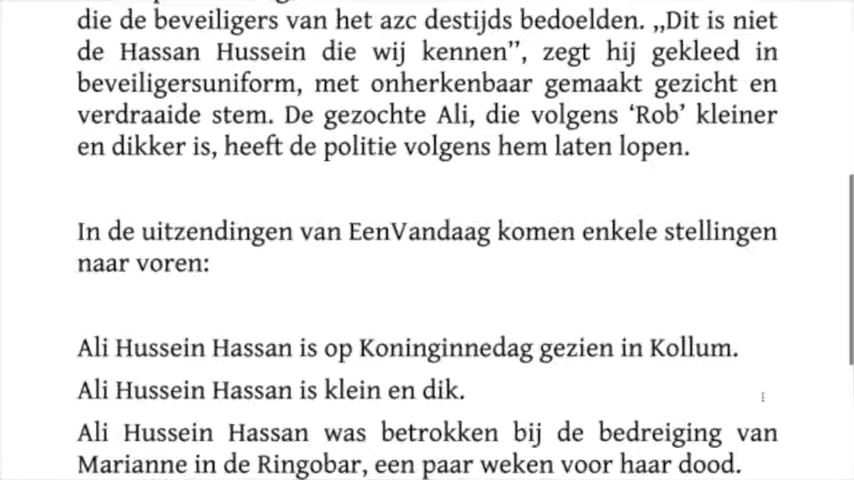 die de beveiligers van het azc destijds bedoelden. „Dit is niet
de Hassan Hussein die wij kennen”, zegt hij gekleed in
beveiligersuniform, met onherkenbaar gemaakt gezicht en
verdraaide stem. De gezochte Ali, die volgens ‘Rob’ kleiner
en dikker is, heeft de politie volgens hem laten lopen.
In de uitzendingen van EenVandaag komen enkele stellingen
naar voren:
Ali Hussein Hassan is op Koninginnedag gezien in Kollum.
Ali Hussein Hassan is klein en dik.
Ali Hussein Hassan was betrokken bij de bedreiging van
Marianne in de Ringobar, een paar weken voor haar dood.